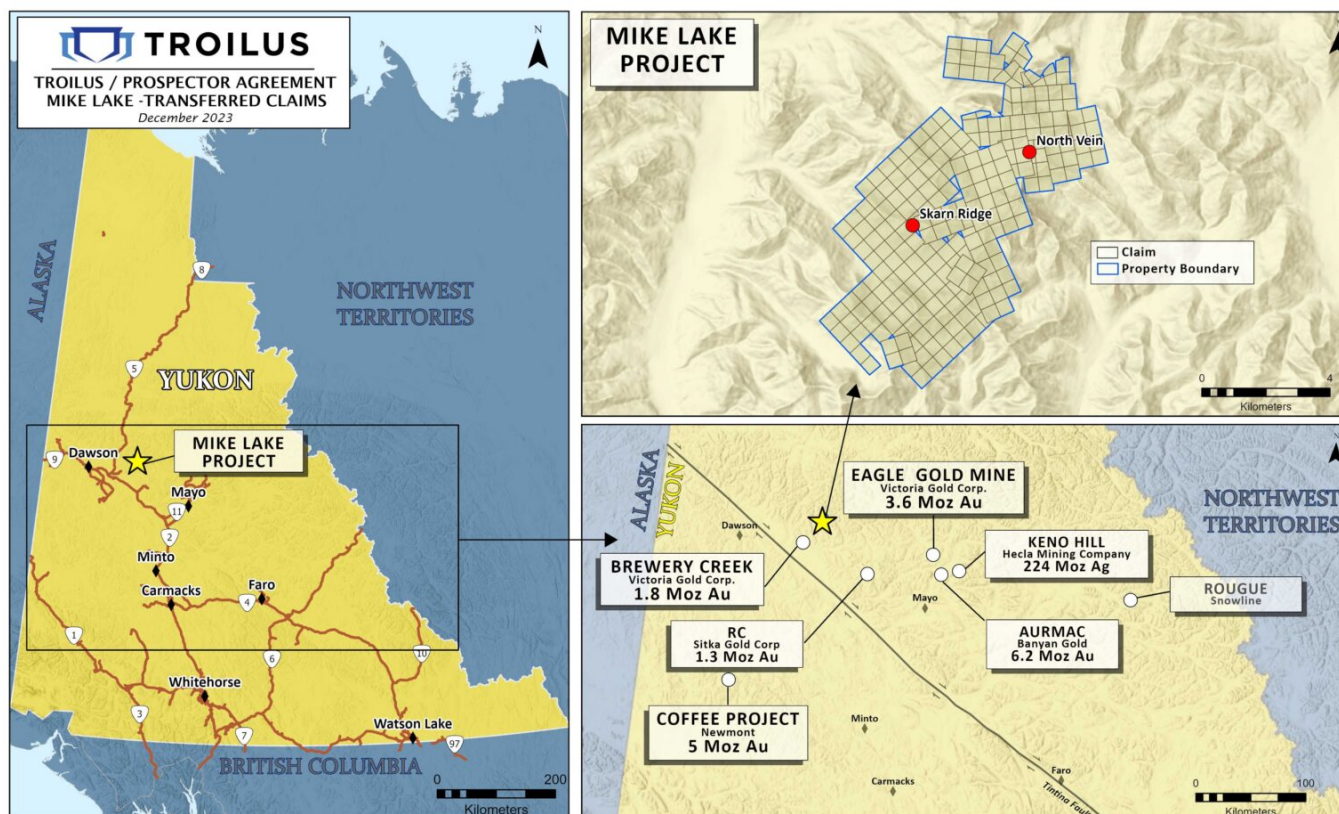 TROILUS
TROILUS / PROSPECTOR AGREEMENT
MIKE LAKE -TRANSFERRED CLAIMS
December 2023
N
ALASKA
8
NORTHWEST
TERRITORIES
5
YUKON
9
Dawson
MIKE LAKE
PROJECT
Mayo
11
2
Minto
Carmacks
Faro
4
1
10
6
Whitehorse
3
7
Watson Lake
97
BRITISH COLUMBIA
0
200
Kilometers
MIKE LAKE
PROJECT
North Vein
Skarn Ridge
Claim
Property Boundary
0
4
Kilometers
ALASKA
YUKON
Dawson
EAGLE GOLD MINE
Victoria Gold Corp.
3.6 Moz Au
NORTHWEST
TERRITORIES
BREWERY CREEK
Victoria Gold Corp.
1.8 Moz Au
KENO HILL
Hecla Mining Company
224 Moz Ag
ROUGUE
Snowline
Mayo
RC
Sitka Gold Corp
1.3 Moz Au
AURMAC
Banyan Gold
6.2 Moz Au
COFFEE PROJECT
Newmont
5 Moz Au
Minto
Carmacks
Faro
Tintina Fault
0
100
Kilometers